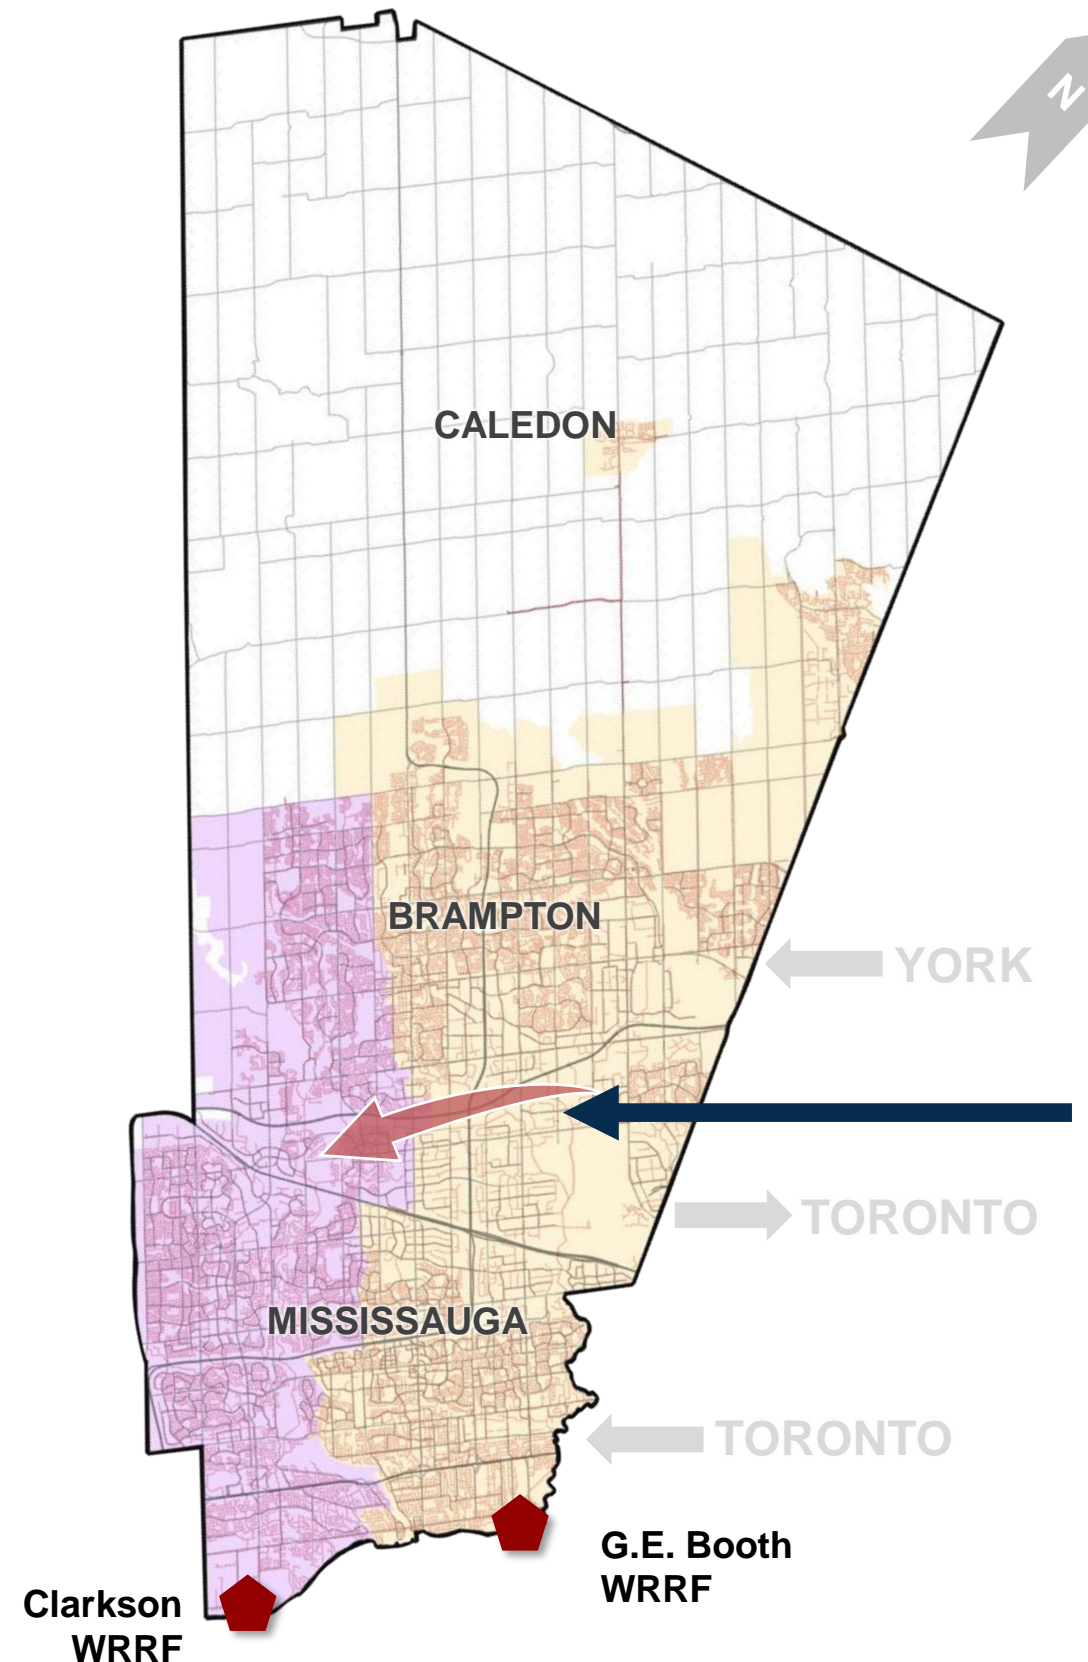 N
CALEDON
BRAMPTON
YORK
TORONTO
MISSISSAUGA
TORONTO
G.E. Booth
WRRF
Clarkson
WRRF